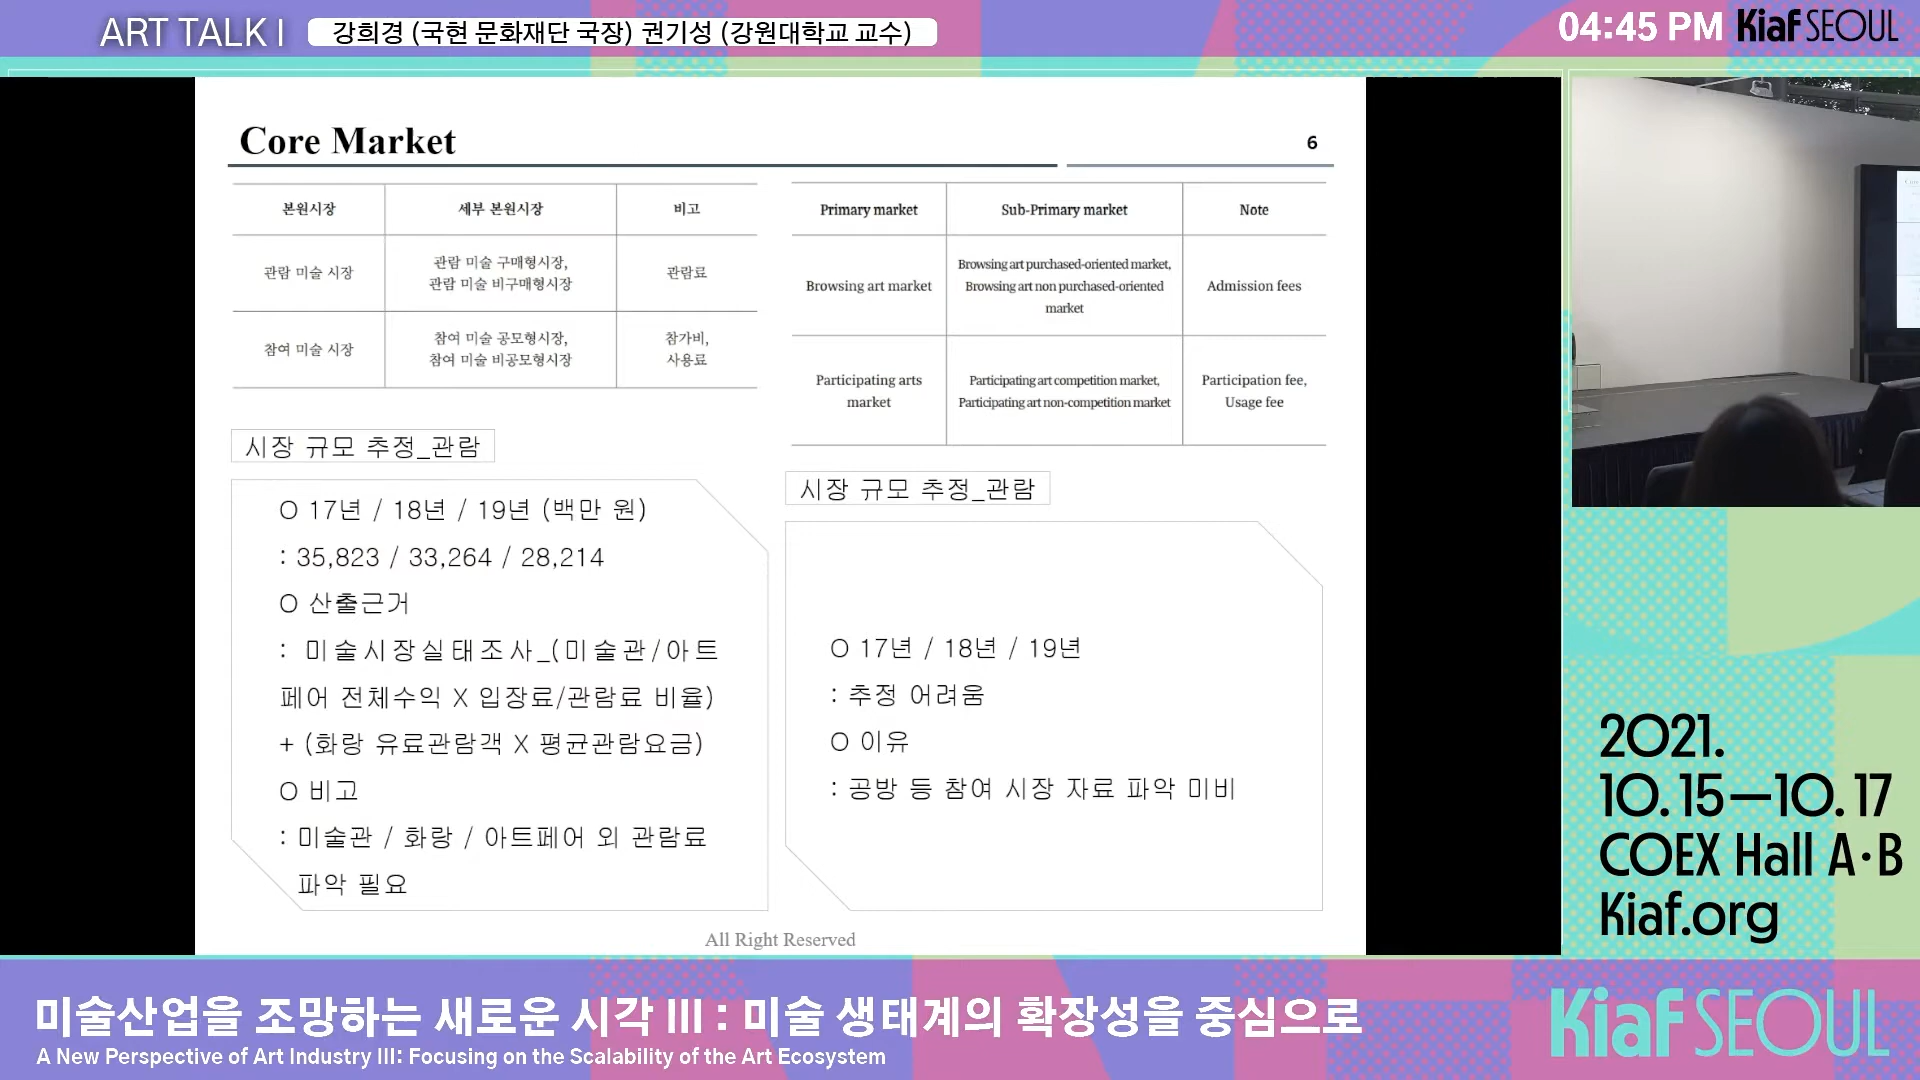 ART TALK I
강희경 (국현 문화재단 국장) 권기성 (강원대학교 교수)
04:45 PM
Kiaf SEOUL
Core Market
6
본원시장 세부 본원시장 비고
관람 미술 시장
관람 미술 구매형시장,
관람 미술 비구매형시장
관람료
참여 미술 시장
참여 미술 공모형시장,
참여 미술 비공모형시장
참가비,
사용료
Primary market Sub-Primary market Note
Browsing art market
Browsing art purchased-oriented market,
Browsing art non purchased-oriented
market
Admission fees
Participating arts
market
Participating art competition market,
Participating art non-competition market
Participation fee,
Usage fee
시장 규모 추정_관람
O 17년 / 18년 / 19년 (백만 원)
: 35,823 / 33,264 / 28,214
O 산출근거
: 미술시장실태조사_(미술관/아트
페어 전체수익 X 입장료/관람료 비율)
+ (화랑 유료관람객 X 평균관람요금)
O 비고
: 미술관 / 화랑 / 아트페어 외 관람료
파악 필요
시장 규모 추정_관람
O 17년 / 18년 / 19년
: 추정 어려움
O 이유
: 공방 등 참여 시장 자료 파악 미비
All Right Reserved
2021.
10.15—10.17
COEX Hall A·B
Kiaf.org
미술산업을 조망하는 새로운 시각 III : 미술 생태계의 확장성을 중심으로
A New Perspective of Art Industry III: Focusing on the Scalability of the Art Ecosystem
Kiaf SEOUL